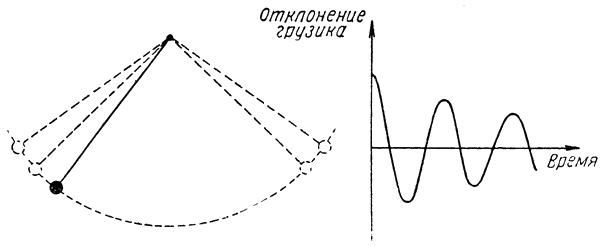 Отклонение
грузика
Время